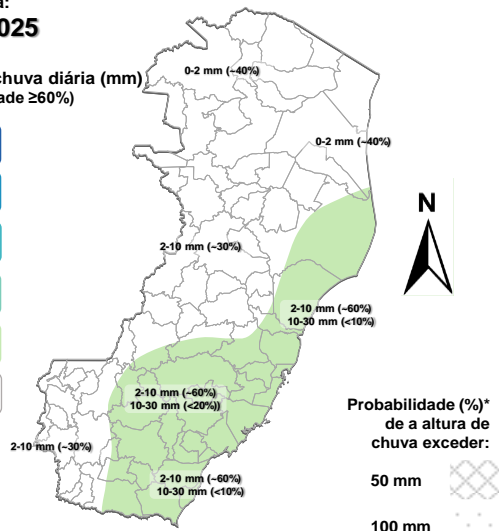 025
chuva diária (mm)
ade ≥60%)
0-2 mm (~40%)
0-2 mm (~40%)
N
2-10 mm (~30%)
2-10 mm (~60%)
10-30 mm (<10%)
2-10 mm (~60%)
10-30 mm (<20%))
2-10 mm (~30%)
2-10 mm (~60%)
10-30 mm (<10%)
Probabilidade (%)*
de a altura de
chuva exceder:
50 mm
100 mm